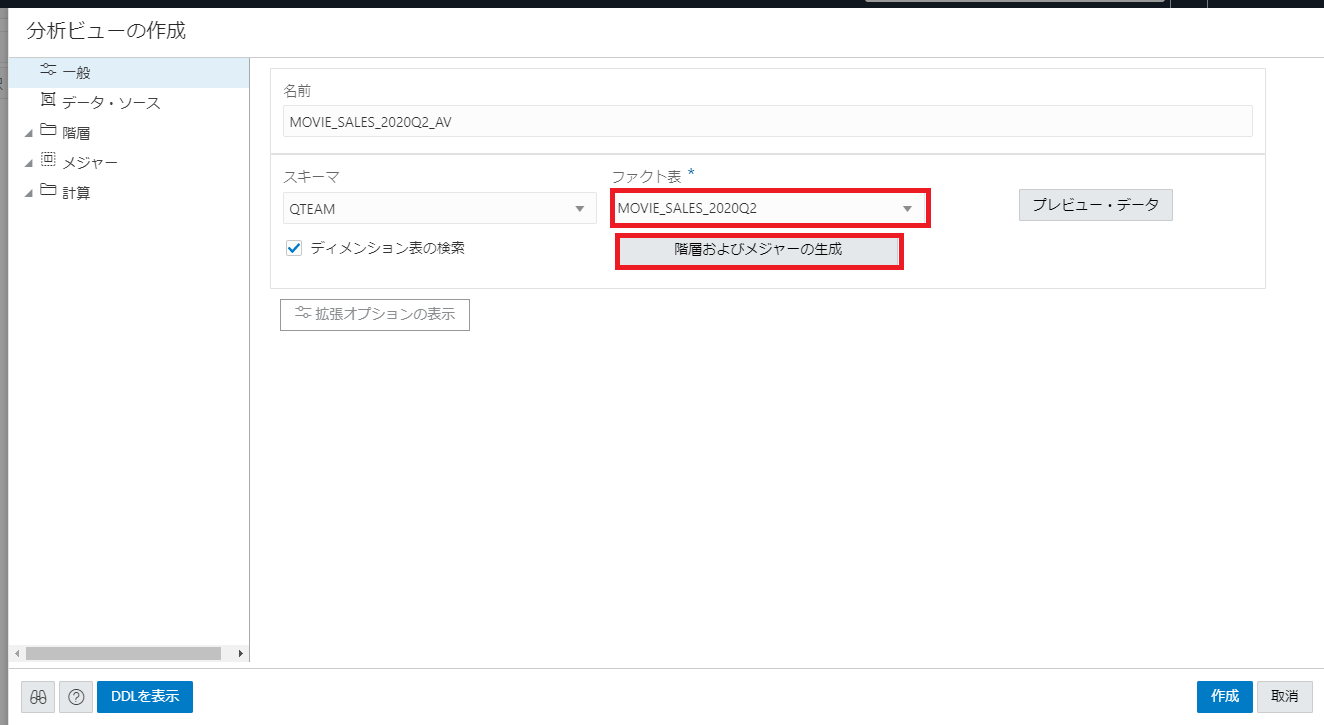 分析ビューの作成
一般
データ・ソース
階層
メジャー
計算
名前
MOVIE_SALES_2020Q2_AV
スキーマ
ファクト表 *
QTEAM
MOVIE_SALES_2020Q2
プレビュー・データ
ディメンション表の検索
階層およびメジャーの生成
拡張オプションの表示
DDLを表示
作成
取消